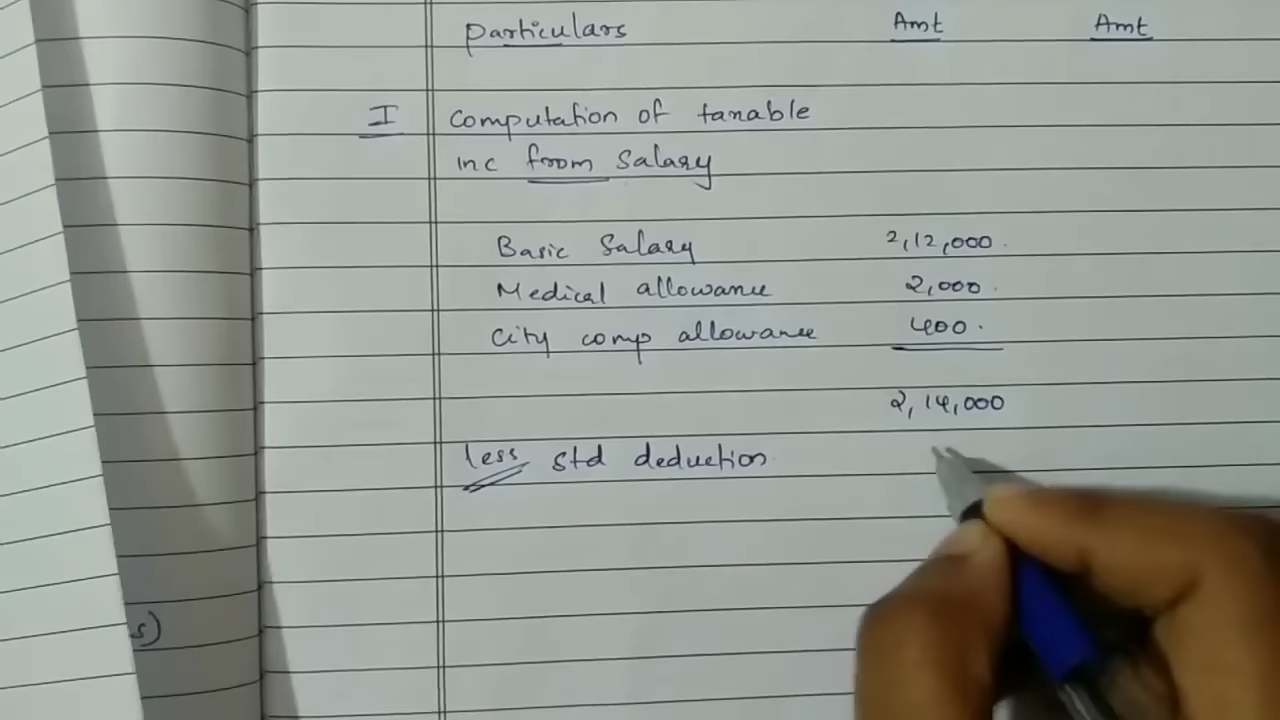 Particulars Amt Amt
I Computation of taxable
inc from Salary
Basic Salary 2,12,000
Medical allowance 2,000
City comp allowance 400
2,14,000
less std deduction
s)